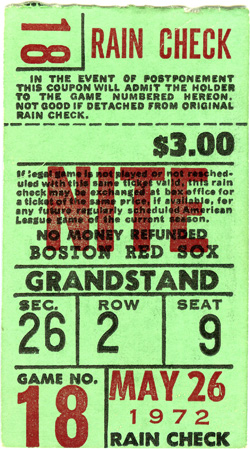 18
RAIN CHECK
IN THE EVENT OF POSTPONEMENT
THIS COUPON WILL ADMIT THE HOLDER
TO THE GAME NUMBERED HEREON.
NOT GOOD IF DETACHED FROM ORIGINAL
RAIN CHECK.
$3.00
NITE
If legal game is not played or not resched-
uled with this same ticket valid, this rain
check may be exchanged at box office for
a ticket of the same price if available, for
any future regularly scheduled American
League game of the current season.
NO MONEY REFUNDED
BOSTON RED SOX
GRANDSTAND
SEC. ROW SEAT
26 2 9
GAME NO.
18
MAY 26
1972
RAIN CHECK